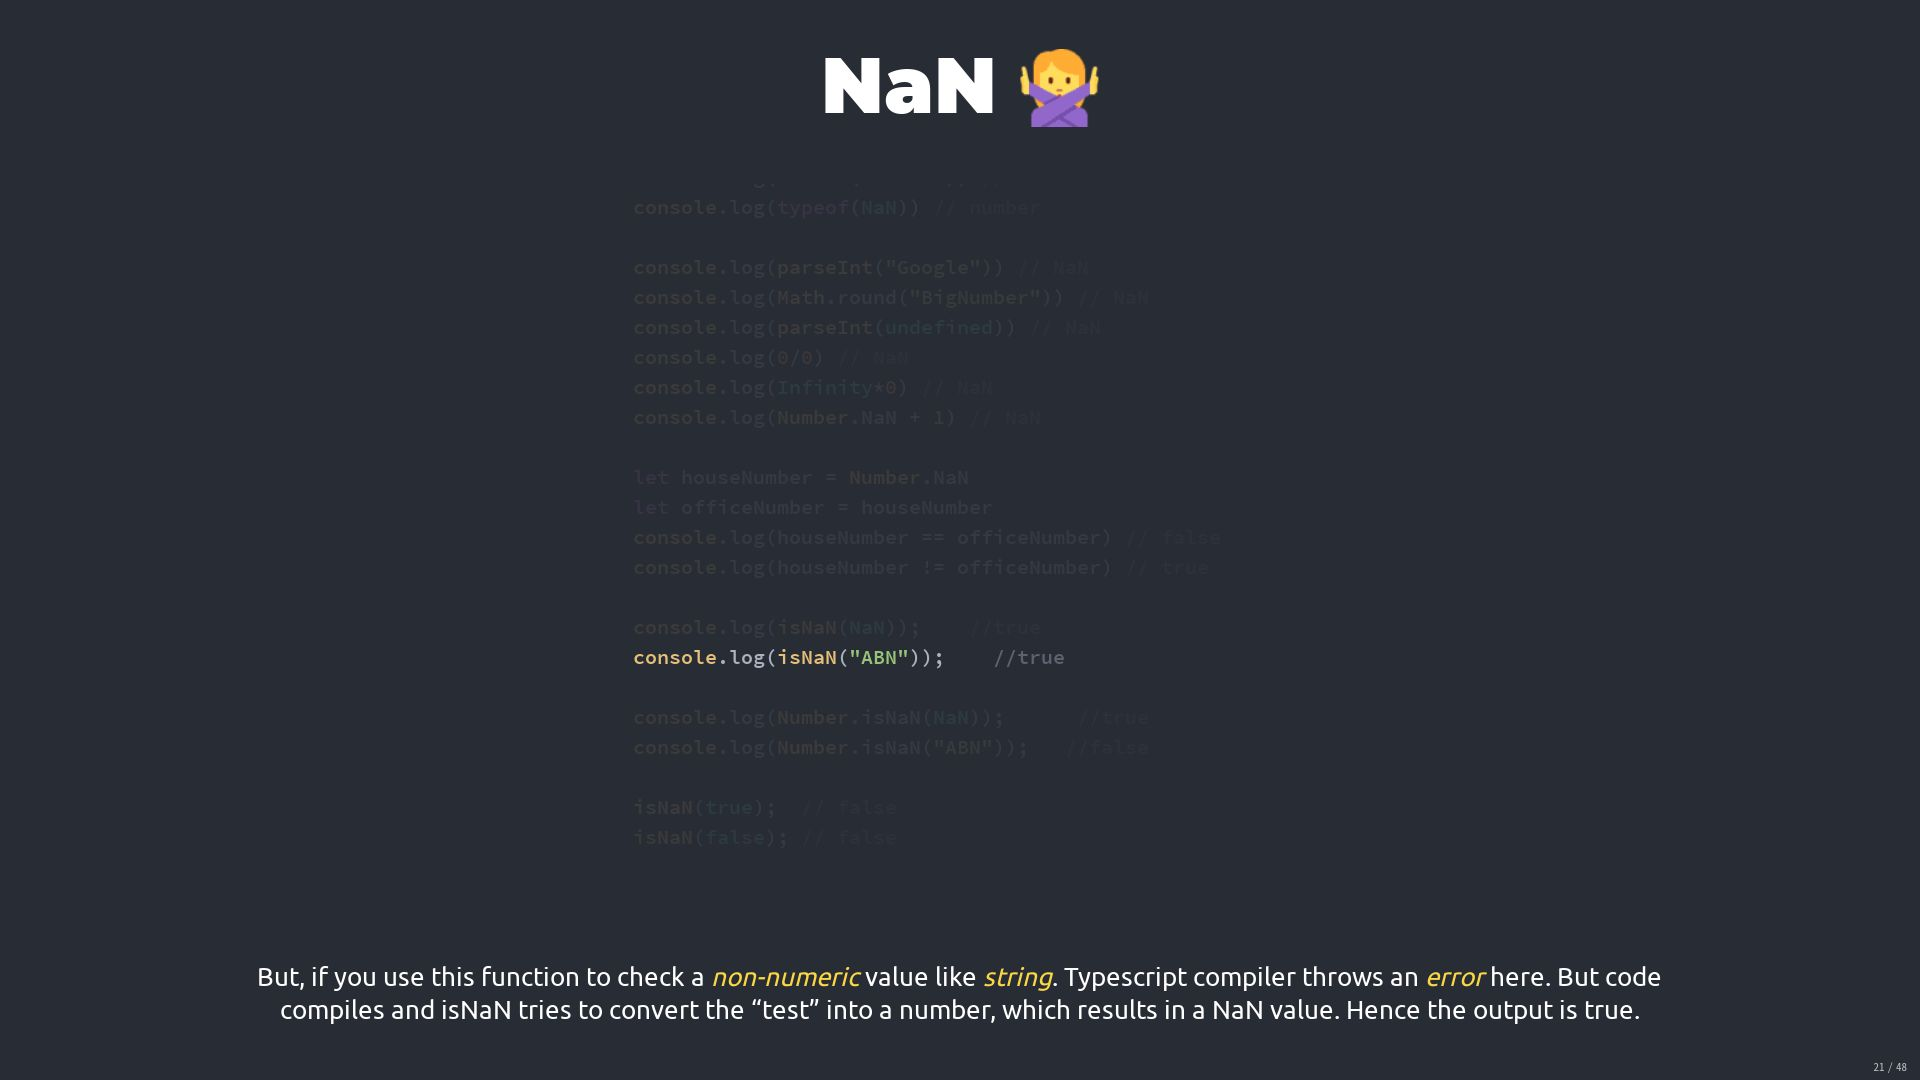 NaN
console.log(typeof(NaN)) // number
console.log(parseInt("Google")) // NaN
console.log(Math.round("BigNumber")) // NaN
console.log(parseInt(undefined)) // NaN
console.log(0/0) // NaN
console.log(Infinity*0) // NaN
console.log(Number.NaN + 1) // NaN
let houseNumber = Number.NaN
let officeNumber = houseNumber
console.log(houseNumber == officeNumber) // false
console.log(houseNumber != officeNumber) // true
console.log(isNaN(NaN)); //true
console.log(isNaN("ABN")); //true
console.log(Number.isNaN(NaN)); //true
console.log(Number.isNaN("ABN")); //false
isNaN(true); // false
isNaN(false); // false
But, if you use this function to check a non-numeric value like string. Typescript compiler throws an error here. But code
compiles and isNaN tries to convert the “test” into a number, which results in a NaN value. Hence the output is true.
21 / 48